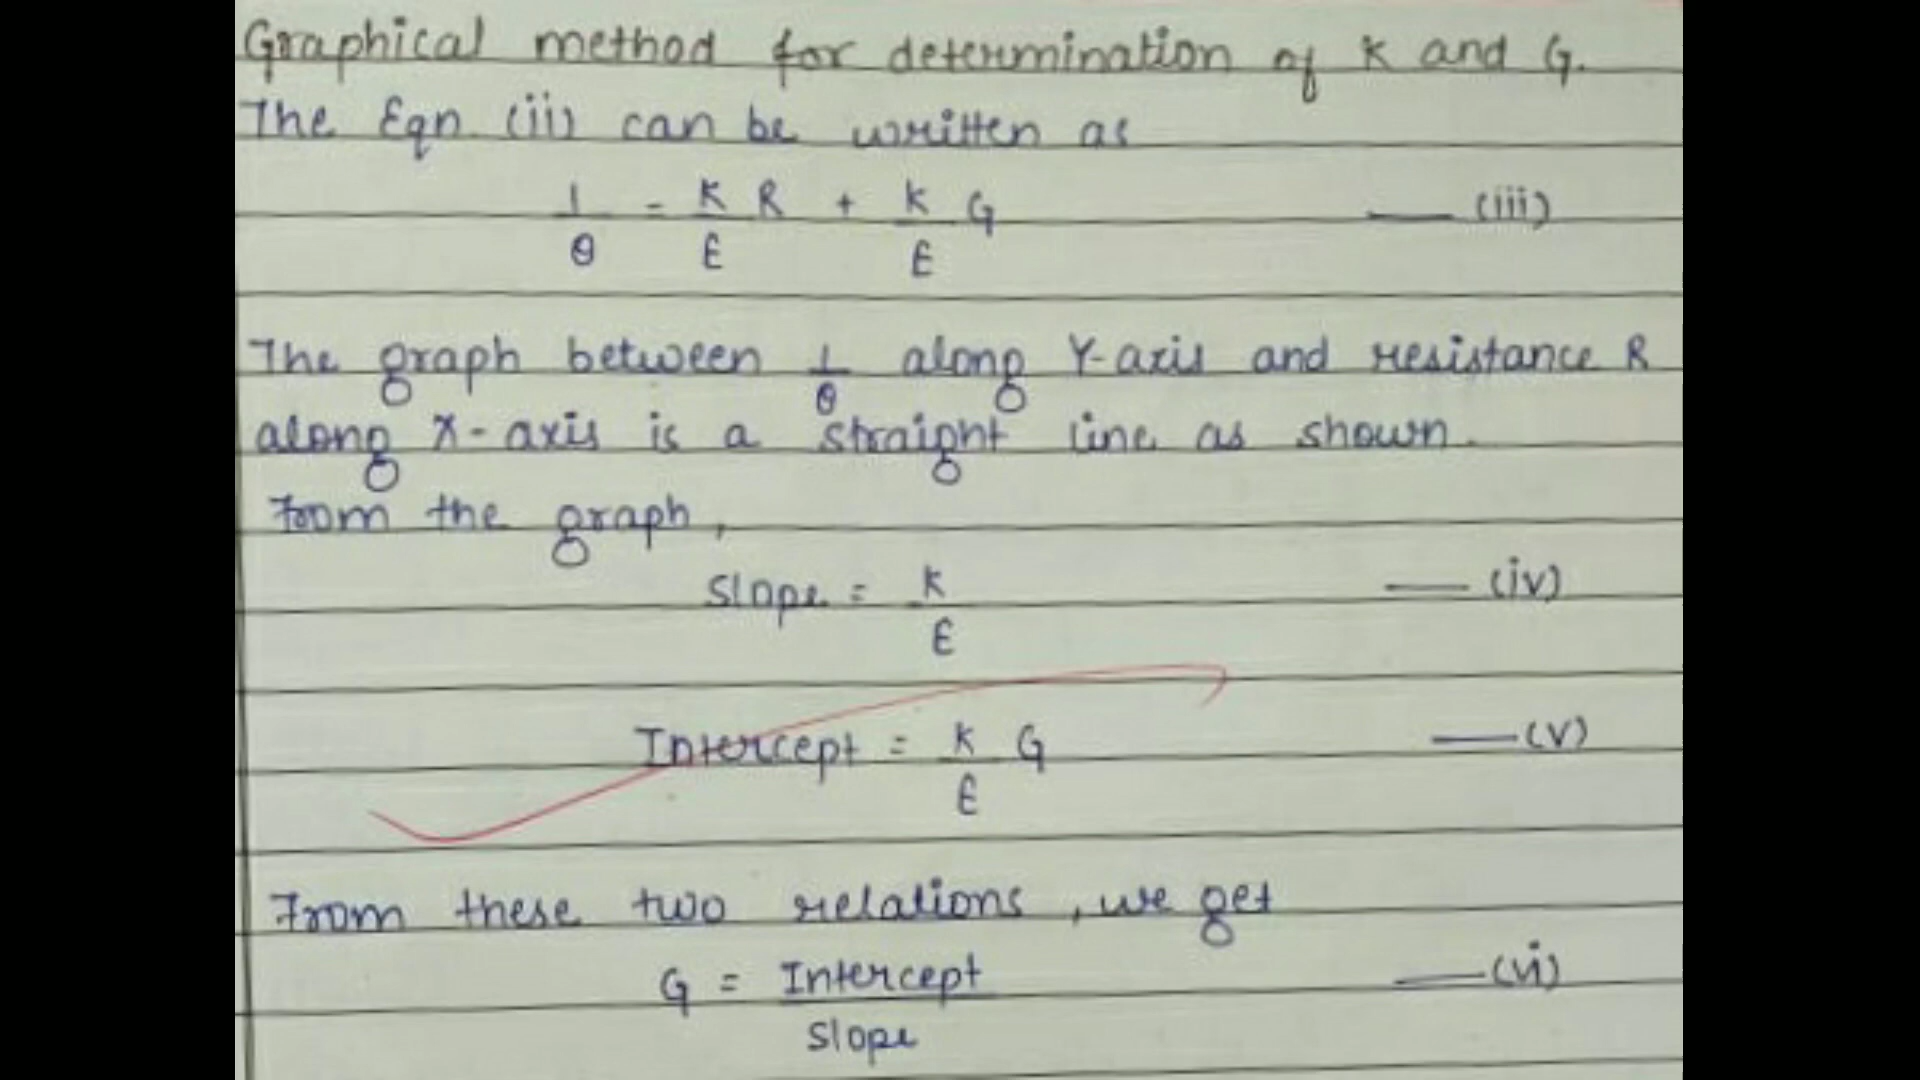 Graphical method for determination of K and G.
The Eqn (ii) can be written as
1/θ = K/E R + K/E G —(iii)
The graph between 1/θ along Y-axis and resistance R
along X-axis is a straight line as shown.
From the graph,
Slope = K/E —(iv)
Intercept = K/E G —(v)
From these two relations, we get
G = Intercept/Slope —(vi)